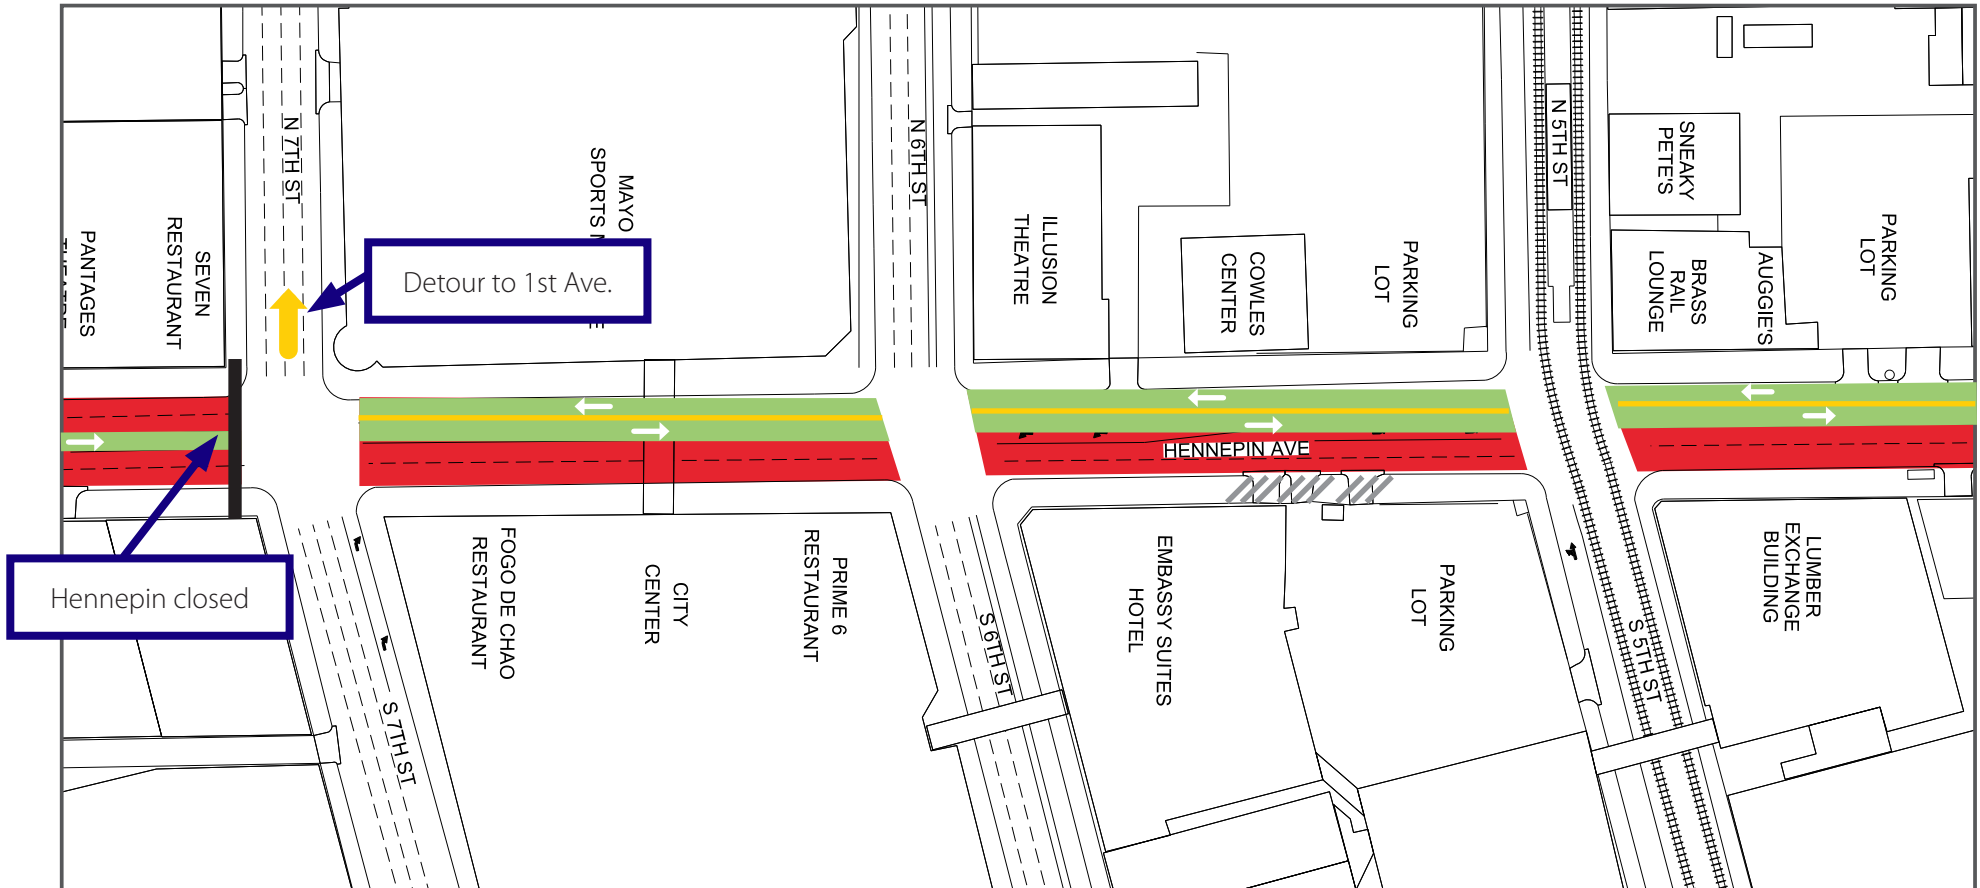 N 7TH ST
N 6TH ST
N 5TH ST
SNEAKY
PETE'S
MAYO
SPORTS
PANTAGES
SEVEN
RESTAURANT
Detour to 1st Ave.
ILLUSION
THEATRE
COWLES
CENTER
PARKING
LOT
BRASS
RAIL
LOUNGE
AUGGIE'S
PARKING
LOT
HENNEPIN AVE
Hennepin closed
FOGO DE CHAO
RESTAURANT
CITY
CENTER
PRIME 6
RESTAURANT
EMBASSY SUITES
HOTEL
PARKING
LOT
LUMBER
EXCHANGE
BUILDING
S 7TH ST
S 6TH ST
S 5TH ST